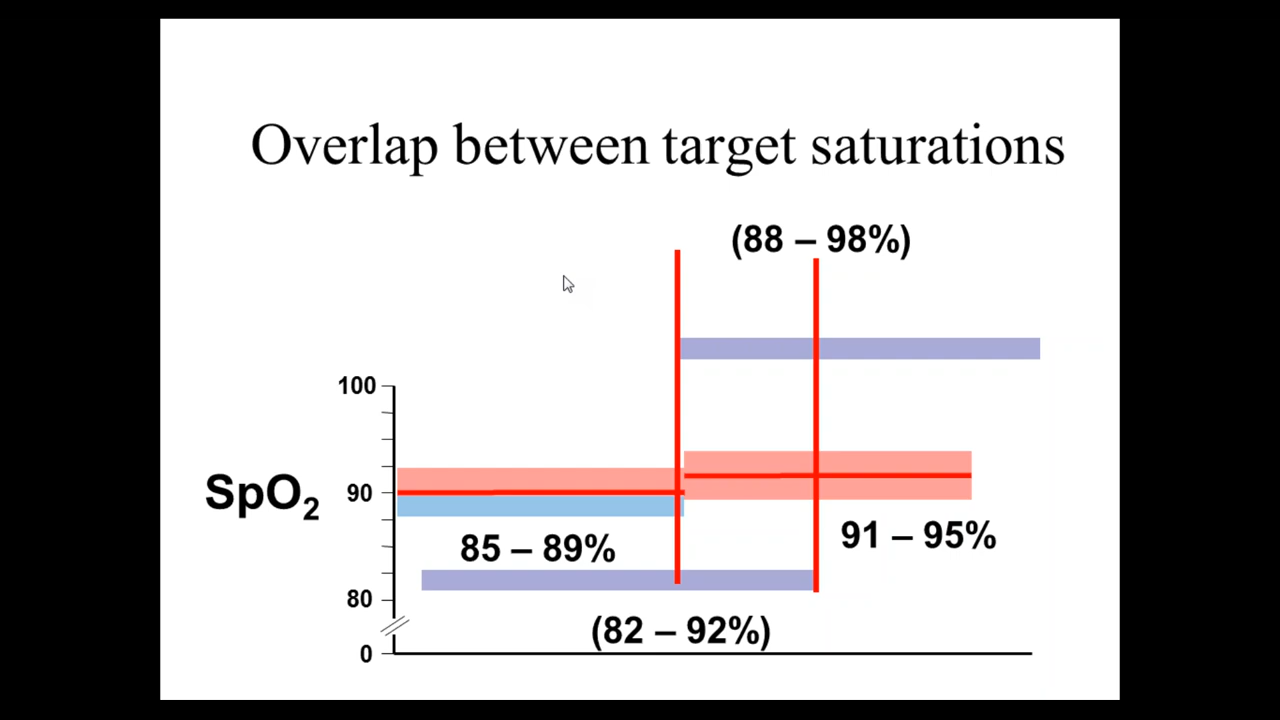 Overlap between target saturations
(88 – 98%)
100
SpO₂
90
91 – 95%
85 – 89%
80
(82 – 92%)
0